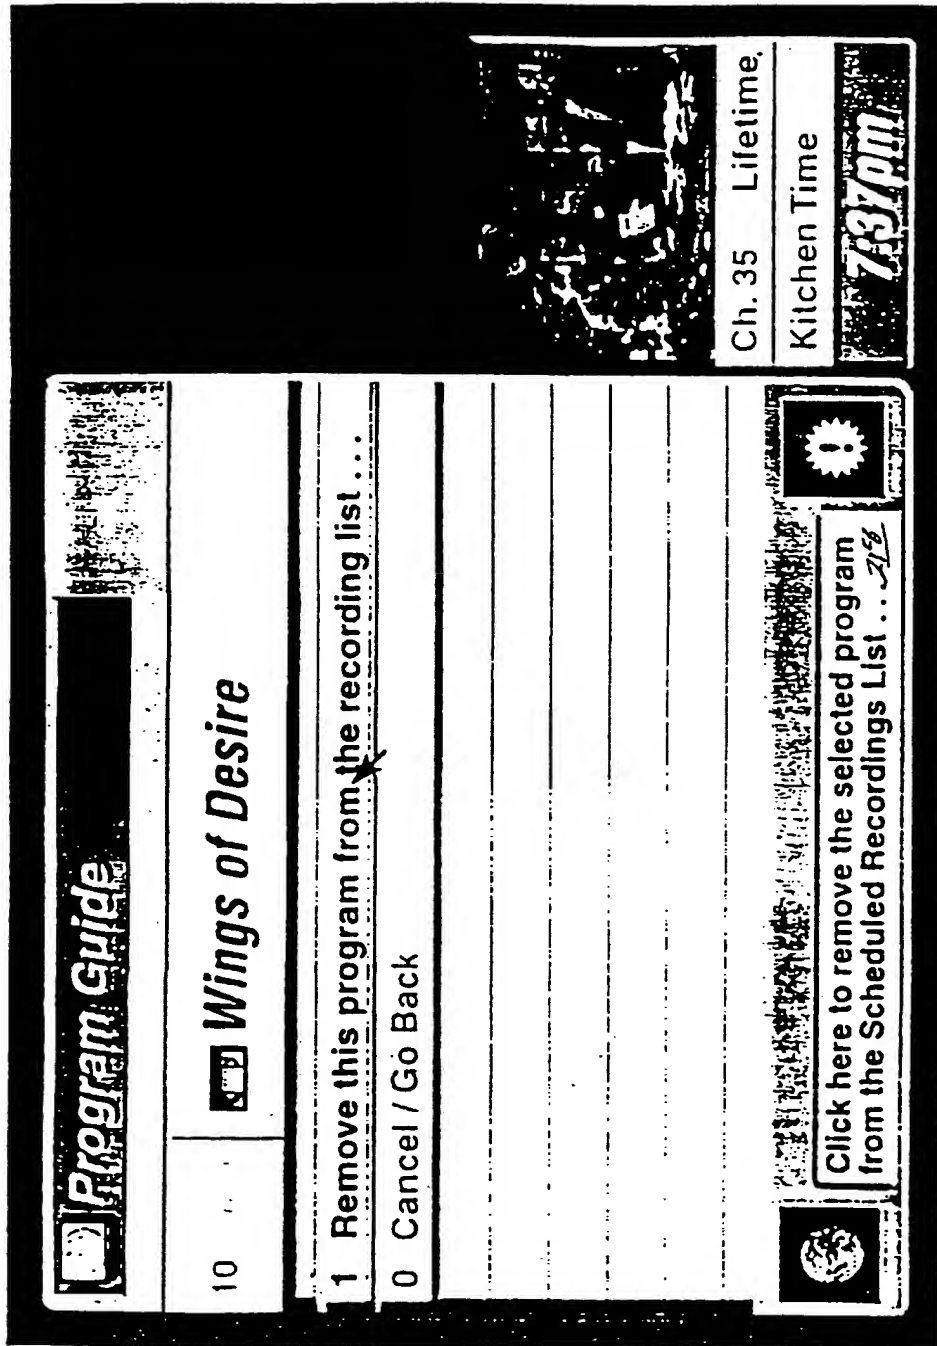 Program Guide
10 Wings of Desire
1 Remove this program from the recording list ...
0 Cancel / Go Back
Click here to remove the selected program
from the Scheduled Recordings List ...
Ch. 35 Lifetime
Kitchen Time
7:37pm